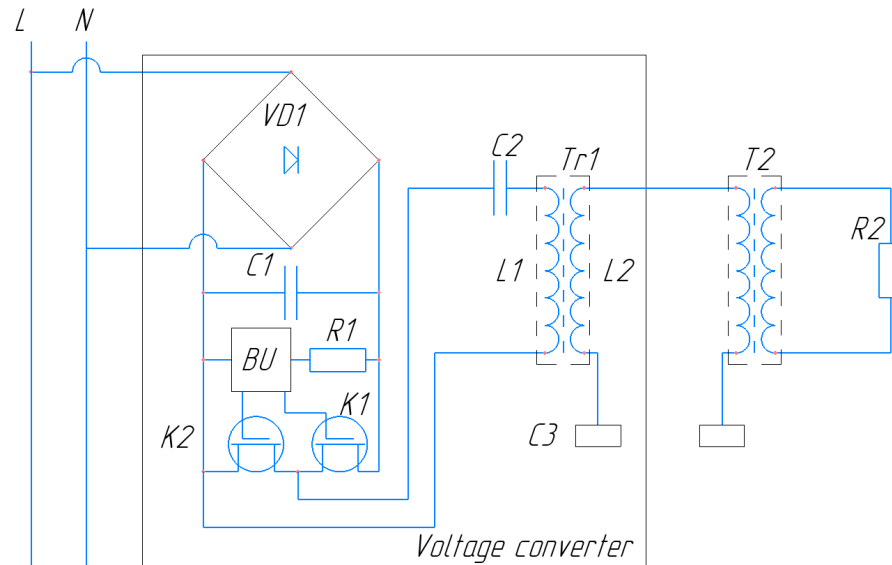 L
N
VD1
C2
Tr1
T2
R2
C1
L1
L2
R1
BU
K1
K2
C3
Voltage converter